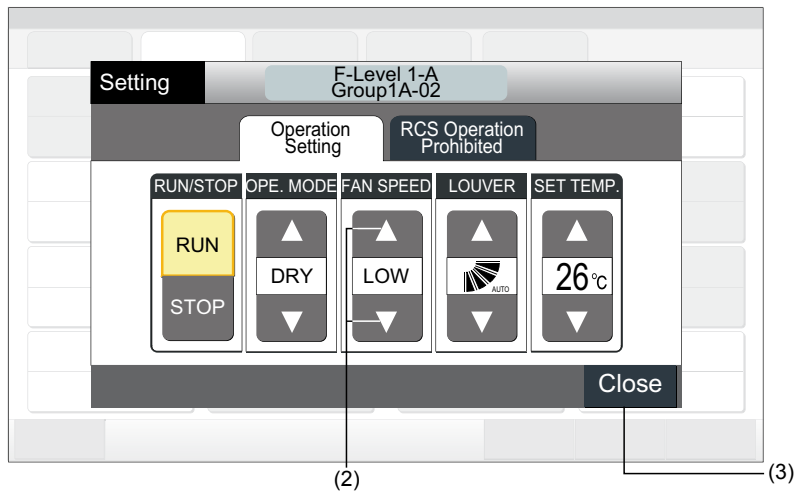 Setting
F-Level 1-A
Group1A-02
Operation
Setting
RCS Operation
Prohibited
RUN/STOP
OPE. MODE
FAN SPEED
LOUVER
SET TEMP.
RUN
STOP
DRY
LOW
AUTO
26°C
Close
(2)
(3)